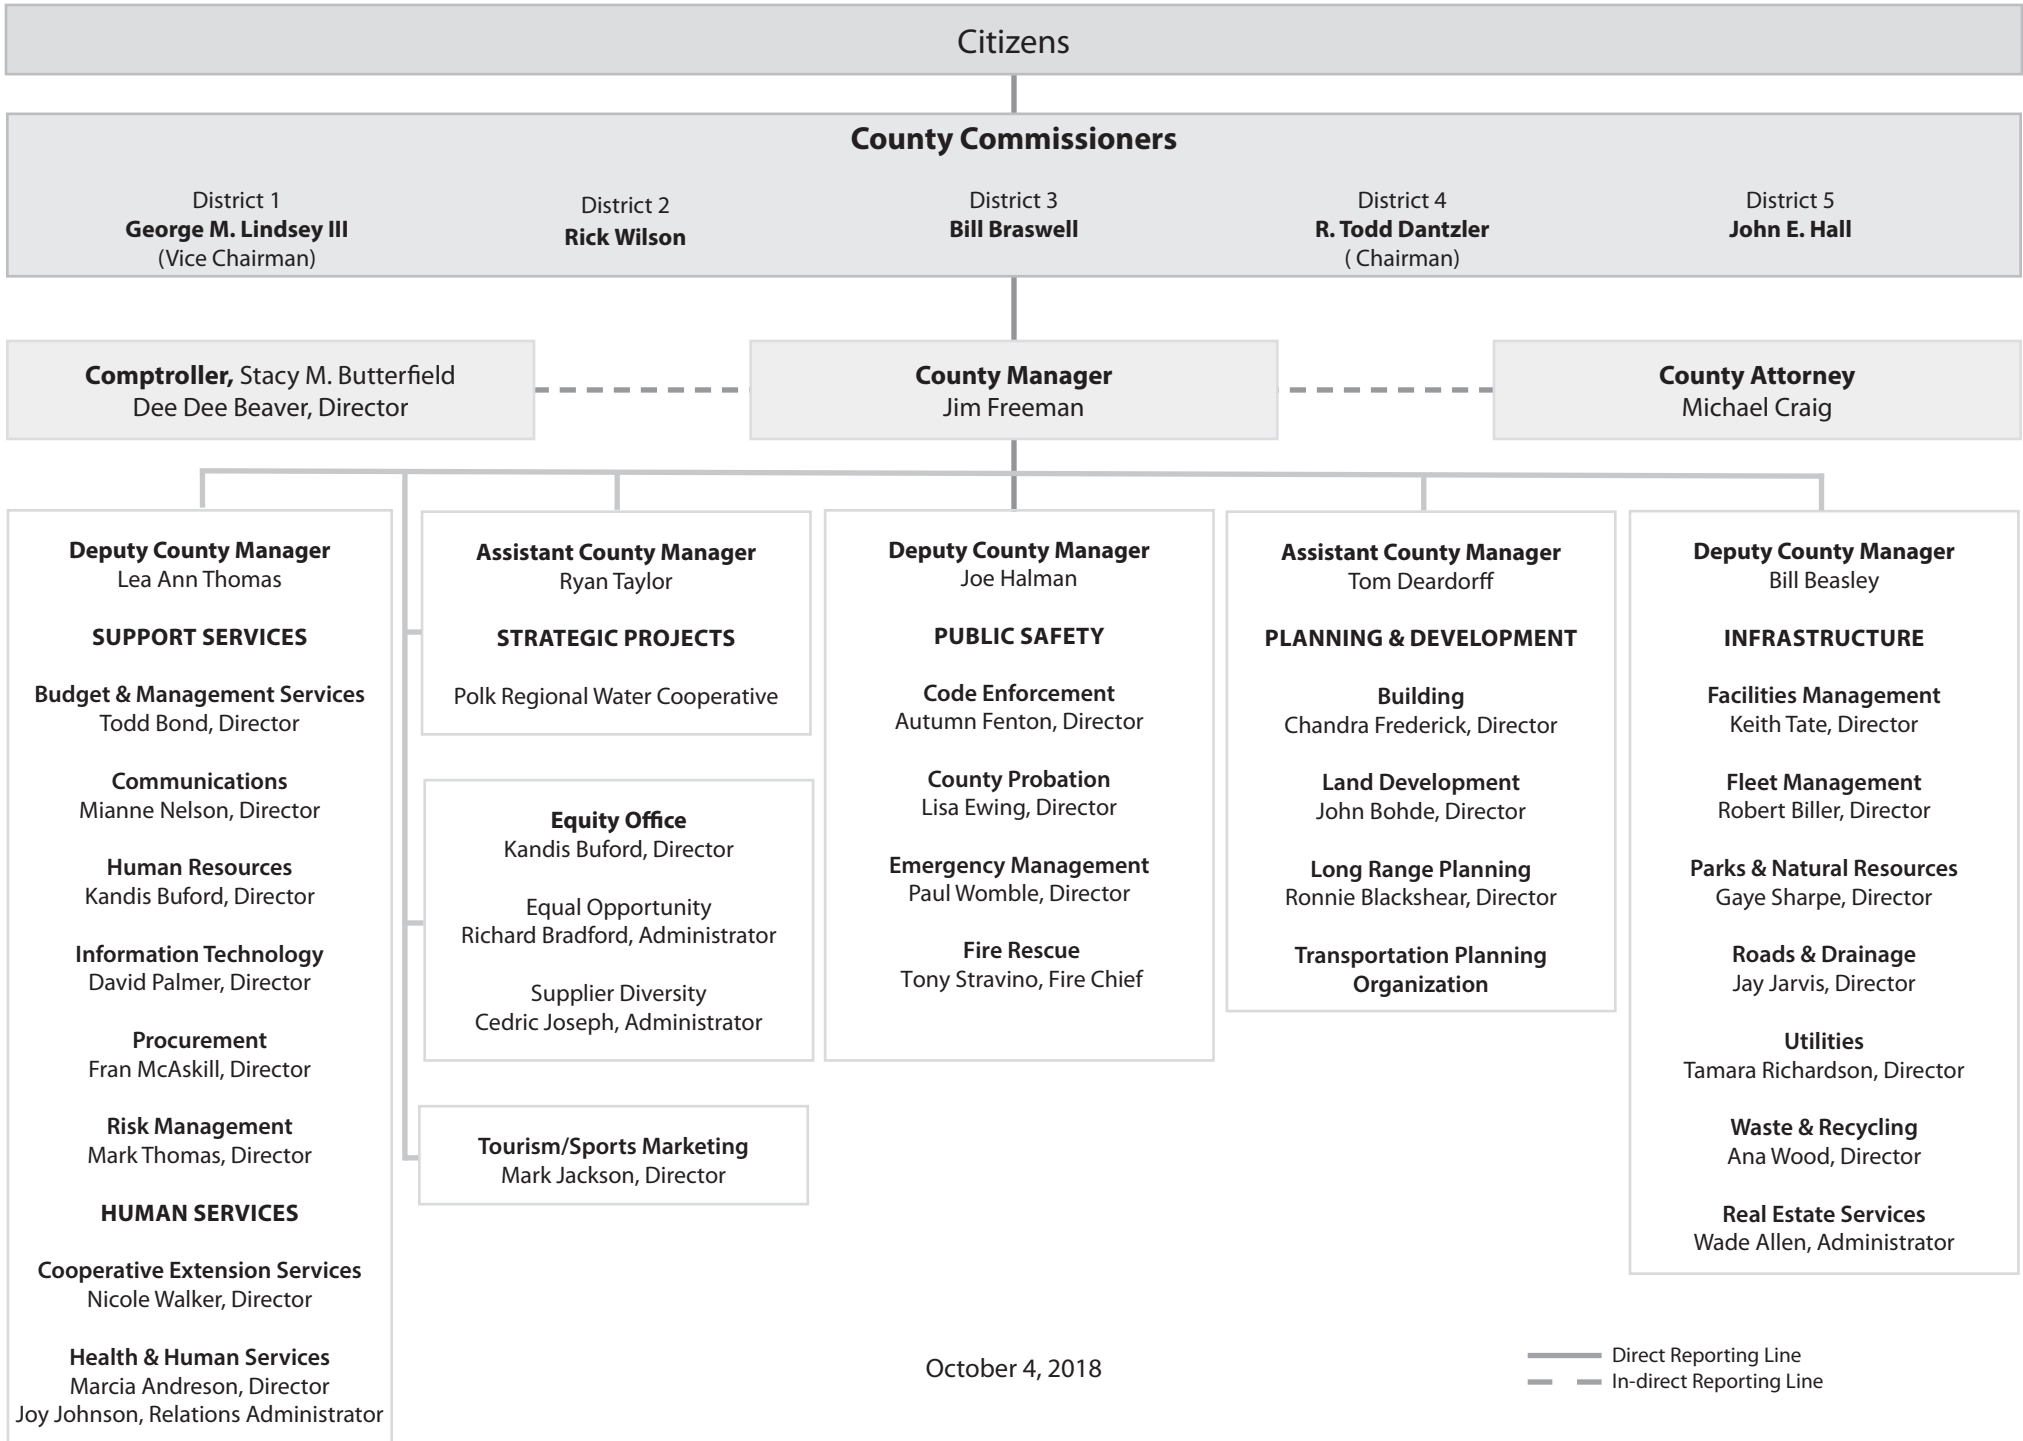 Citizens
County Commissioners
District 1
George M. Lindsey III
(Vice Chairman)
District 2
Rick Wilson
District 3
Bill Braswell
District 4
R. Todd Dantzler
( Chairman)
District 5
John E. Hall
Comptroller, Stacy M. Butterfield
Dee Dee Beaver, Director
County Manager
Jim Freeman
County Attorney
Michael Craig
Deputy County Manager
Lea Ann Thomas
SUPPORT SERVICES
Budget & Management Services
Todd Bond, Director
Communications
Mianne Nelson, Director
Human Resources
Kandis Buford, Director
Information Technology
David Palmer, Director
Procurement
Fran McAskill, Director
Risk Management
Mark Thomas, Director
HUMAN SERVICES
Cooperative Extension Services
Nicole Walker, Director
Health & Human Services
Marcia Andreson, Director
Joy Johnson, Relations Administrator
Assistant County Manager
Ryan Taylor
STRATEGIC PROJECTS
Polk Regional Water Cooperative
Equity Office
Kandis Buford, Director
Equal Opportunity
Richard Bradford, Administrator
Supplier Diversity
Cedric Joseph, Administrator
Tourism/Sports Marketing
Mark Jackson, Director
Deputy County Manager
Joe Halman
PUBLIC SAFETY
Code Enforcement
Autumn Fenton, Director
County Probation
Lisa Ewing, Director
Emergency Management
Paul Womble, Director
Fire Rescue
Tony Stravino, Fire Chief
Assistant County Manager
Tom Deardorff
PLANNING & DEVELOPMENT
Building
Chandra Frederick, Director
Land Development
John Bohde, Director
Long Range Planning
Ronnie Blackshear, Director
Transportation Planning
Organization
Deputy County Manager
Bill Beasley
INFRASTRUCTURE
Facilities Management
Keith Tate, Director
Fleet Management
Robert Biller, Director
Parks & Natural Resources
Gaye Sharpe, Director
Roads & Drainage
Jay Jarvis, Director
Utilities
Tamara Richardson, Director
Waste & Recycling
Ana Wood, Director
Real Estate Services
Wade Allen, Administrator
October 4, 2018
Direct Reporting Line
In-direct Reporting Line